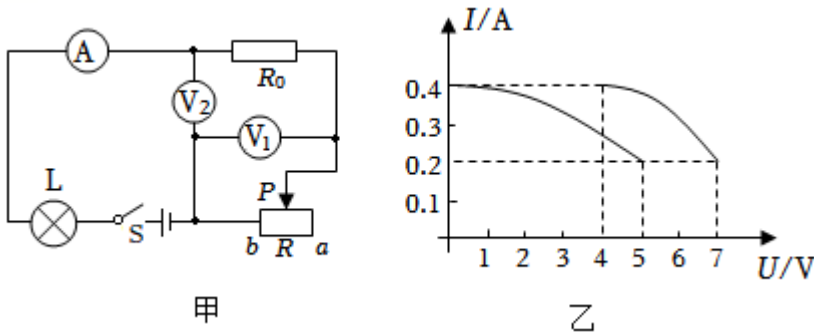 A
R₀
V₂
V₁
L
S
P
b R a
甲
I/A
0.4
0.3
0.2
0.1
1 2 3 4 5 6 7
U/V
乙